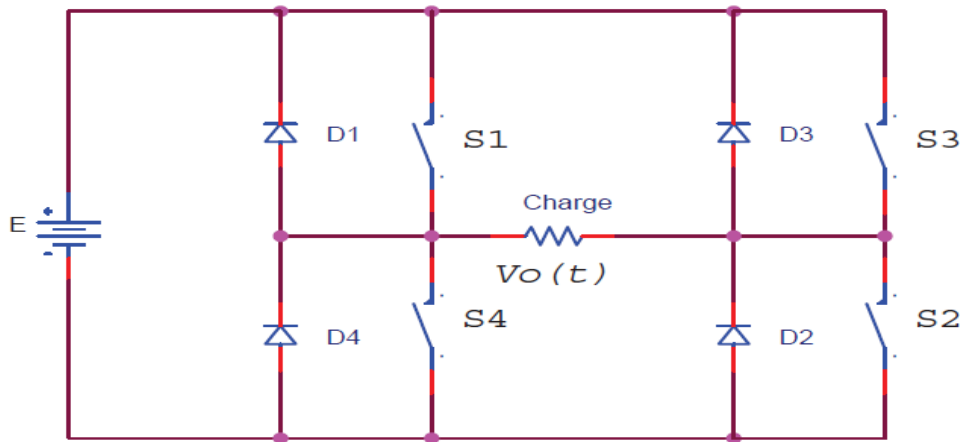 D1
S1
D3
S3
Charge
+
E
-
Vo(t)
D4
S4
D2
S2